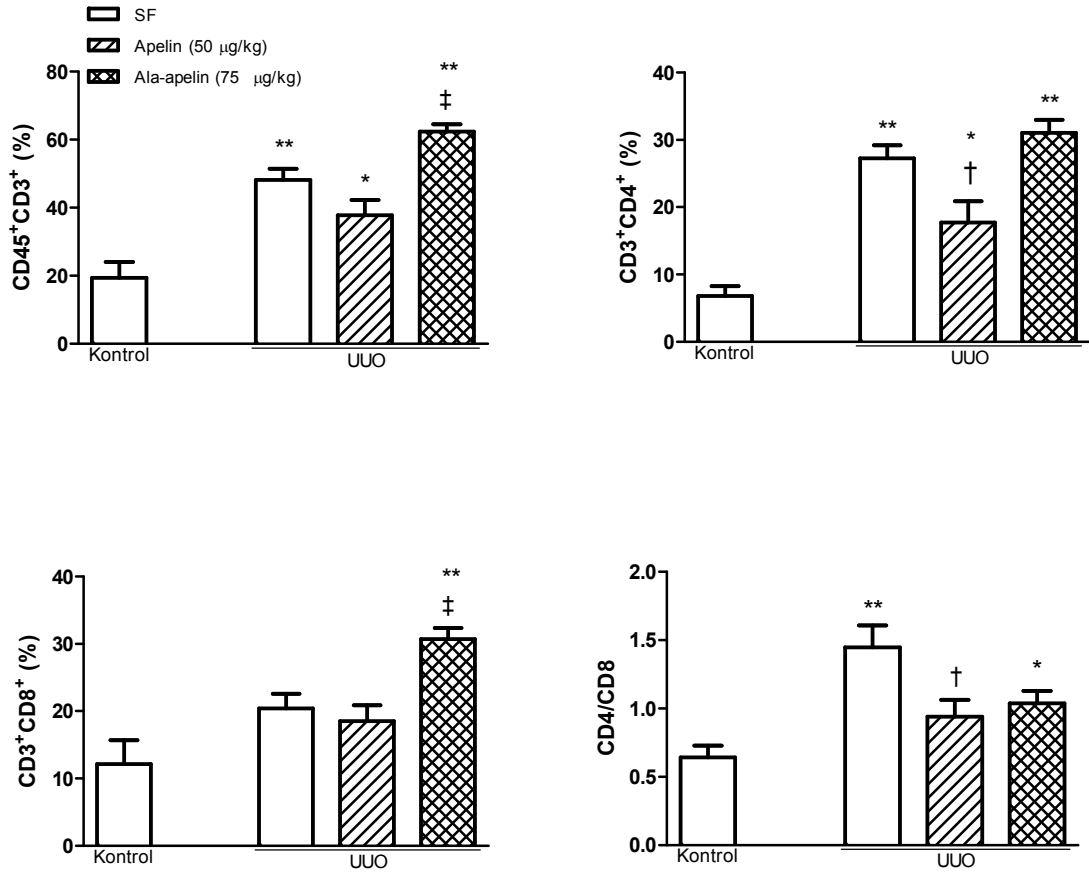 SF
Apelin (50 µg/kg)
Ala-apelin (75 µg/kg)
CD45⁺CD3⁺ (%)
80
60
40
20
0
**
*
**
‡
Kontrol
UUO
CD3⁺CD4⁺ (%)
40
30
20
10
0
**
*
†
**
Kontrol
UUO
CD3⁺CD8⁺ (%)
40
30
20
10
0
**
‡
Kontrol
UUO
CD4/CD8
2.0
1.5
1.0
0.5
0.0
**
†
*
Kontrol
UUO